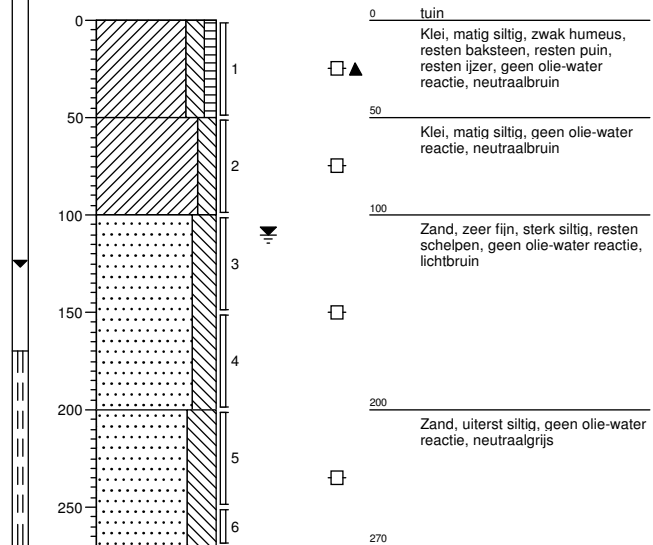 0
50
100
150
200
250
1
2
3
4
5
6
0
tuin
Klei, matig siltig, zwak humeus,
resten baksteen, resten puin,
resten ijzer, geen olie-water
reactie, neutraalbruin
50
Klei, matig siltig, geen olie-water
reactie, neutraalbruin
100
Zand, zeer fijn, sterk siltig, resten
schelpen, geen olie-water reactie,
lichtbruin
200
Zand, uiterst siltig, geen olie-water
reactie, neutraalgrijs
270